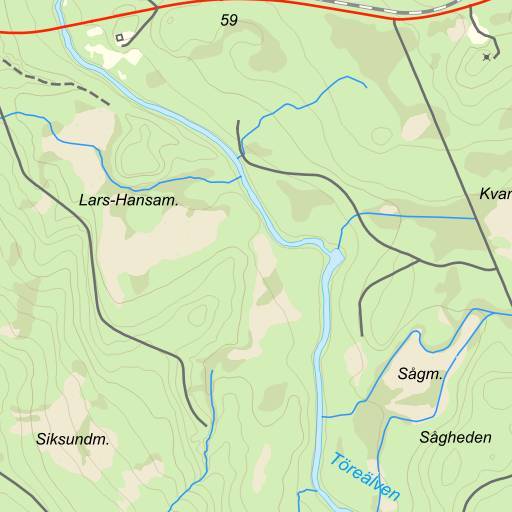 59
Lars-Hansam.
Kvar
Sågm.
Siksundm.
Sågheden
Töreälven